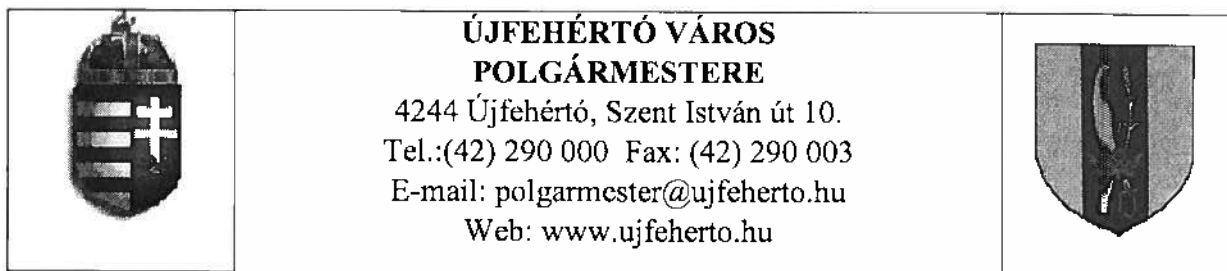 ÚJFEHÉRTÓ VÁROS
POLGÁRMESTERE
4244 Újfehértó, Szent István út 10.
Tel.:(42) 290 000 Fax: (42) 290 003
E-mail: polgarmester@ujfeherto.hu
Web: www.ujfeherto.hu